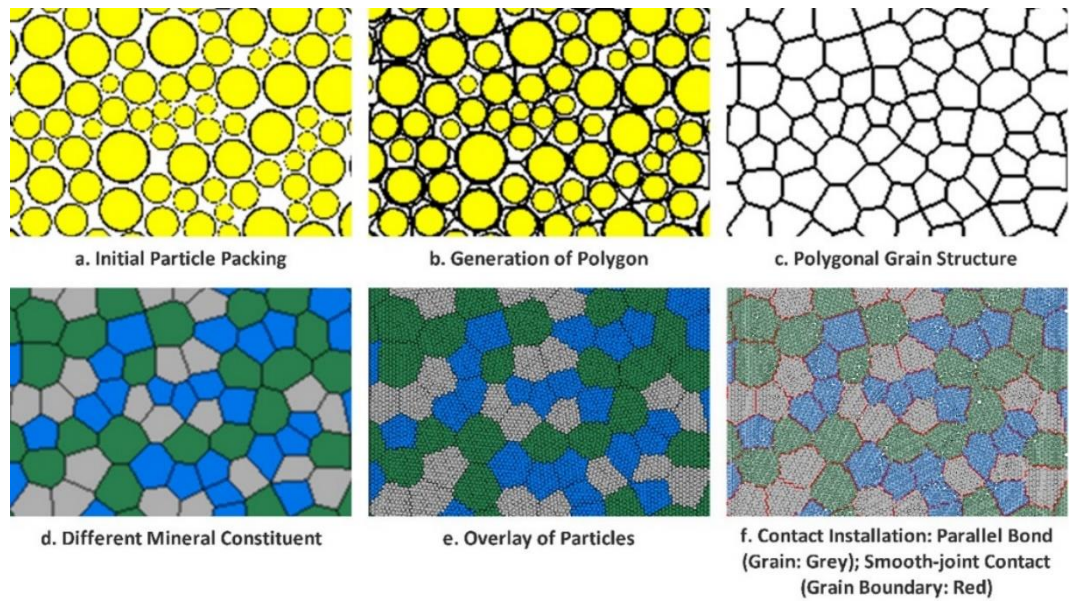 a. Initial Particle Packing
b. Generation of Polygon
c. Polygonal Grain Structure
d. Different Mineral Constituent
e. Overlay of Particles
f. Contact Installation: Parallel Bond
(Grain: Grey); Smooth-joint Contact
(Grain Boundary: Red)